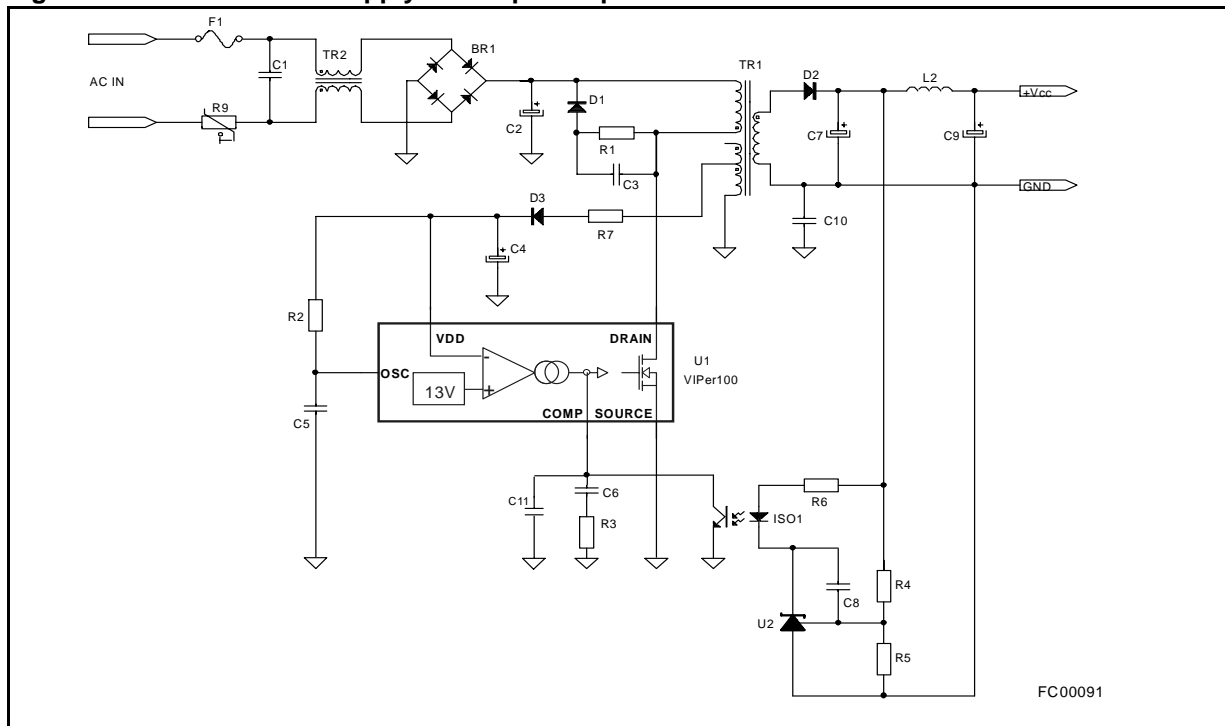 F1
TR2
BR1
TR1
D2
L2
+Vcc
AC IN
C1
R9
T°
C2
D1
R1
C3
C7
C9
GND
D3
R7
C10
C4
R2
VDD
DRAIN
U1
VIPer100
OSC
-
13V
+
COMP
SOURCE
C5
C11
C6
R3
R6
ISO1
C8
R4
U2
R5
FC00091